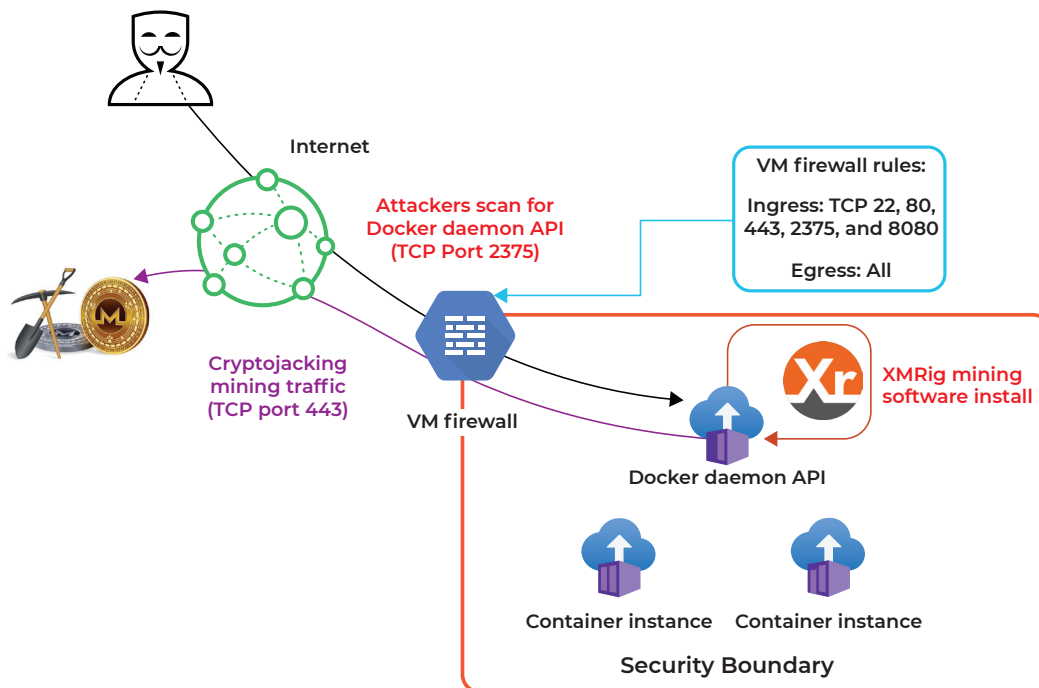 Internet
Attackers scan for
Docker daemon API
(TCP Port 2375)
VM firewall rules:
Ingress: TCP 22, 80,
443, 2375, and 8080
Egress: All
Cryptojacking
mining traffic
(TCP port 443)
VM firewall
Xr
XMRig mining
software install
Docker daemon API
Container instance
Container instance
Security Boundary